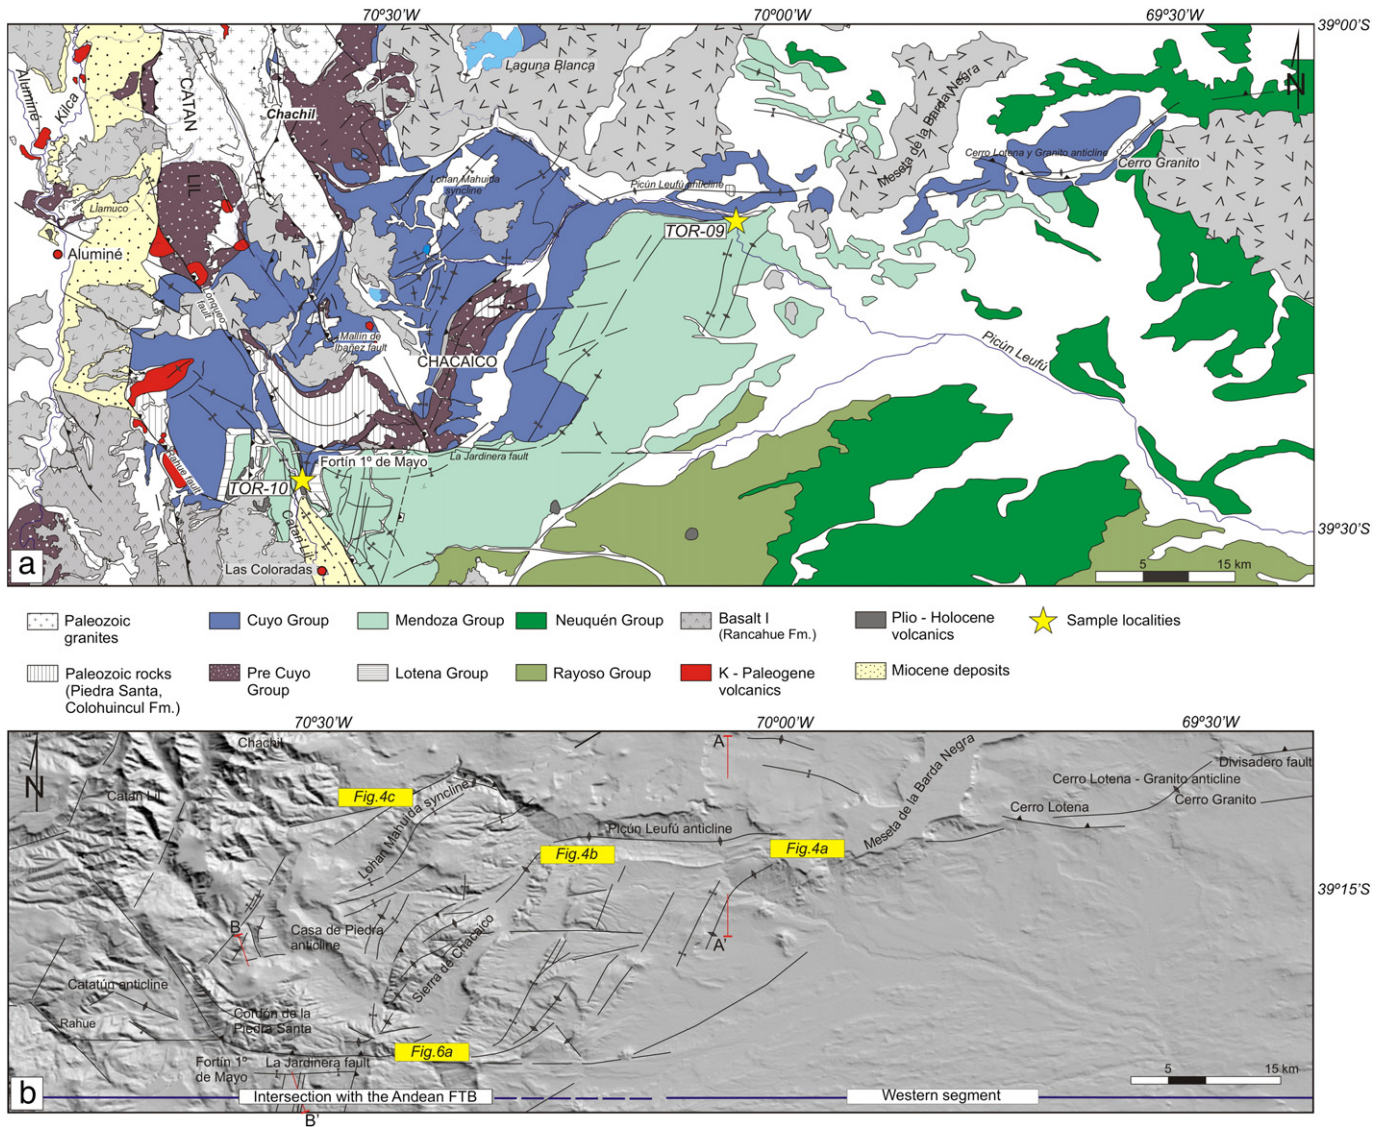 70°30'W
70°00'W
69°30'W
39°00'S
N
Laguna Blanca
Aluminé
Kilca
CATAN
LIL
Chachil
Meseta de la Barda Negra
Lohan Mahuida
syncline
Picún Leufú anticline
Cerro Lotena y Granito anticline
Cerro Granito
Llamuco
Aluminé
TOR-09
Lonqueo
fault
Mallín de
Ibañez fault
CHACAICO
Picún Leufú
Rahue fault
Fortín 1º de Mayo
La Jardinera fault
TOR-10
Catan Lil
Las Coloradas
39°30'S
5
15 km
a
Paleozoic
granites
Cuyo Group
Mendoza Group
Neuquén Group
Basalt I
(Rancahue Fm.)
Plio - Holocene
volcanics
Sample localities
Paleozoic rocks
(Piedra Santa,
Colohuincul Fm.)
Pre Cuyo
Group
Lotena Group
Rayoso Group
K - Paleogene
volcanics
Miocene deposits
70°30'W
70°00'W
69°30'W
N
Chachil
A
Divisadero fault
Catan Lil
Fig.4c
Lohan Mahuida syncline
Meseta de la Barda Negra
Cerro Lotena - Granito anticline
Cerro Granito
Cerro Lotena
Picún Leufú anticline
Fig.4b
Fig.4a
39°15'S
B
Casa de Piedra
anticline
Sierra de Chacaico
A'
Catatún anticline
Cordón de la
Piedra Santa
Rahue
Fig.6a
Fortín 1º
de Mayo
La Jardinera fault
5
15 km
b
Intersection with the Andean FTB
Western segment
B'